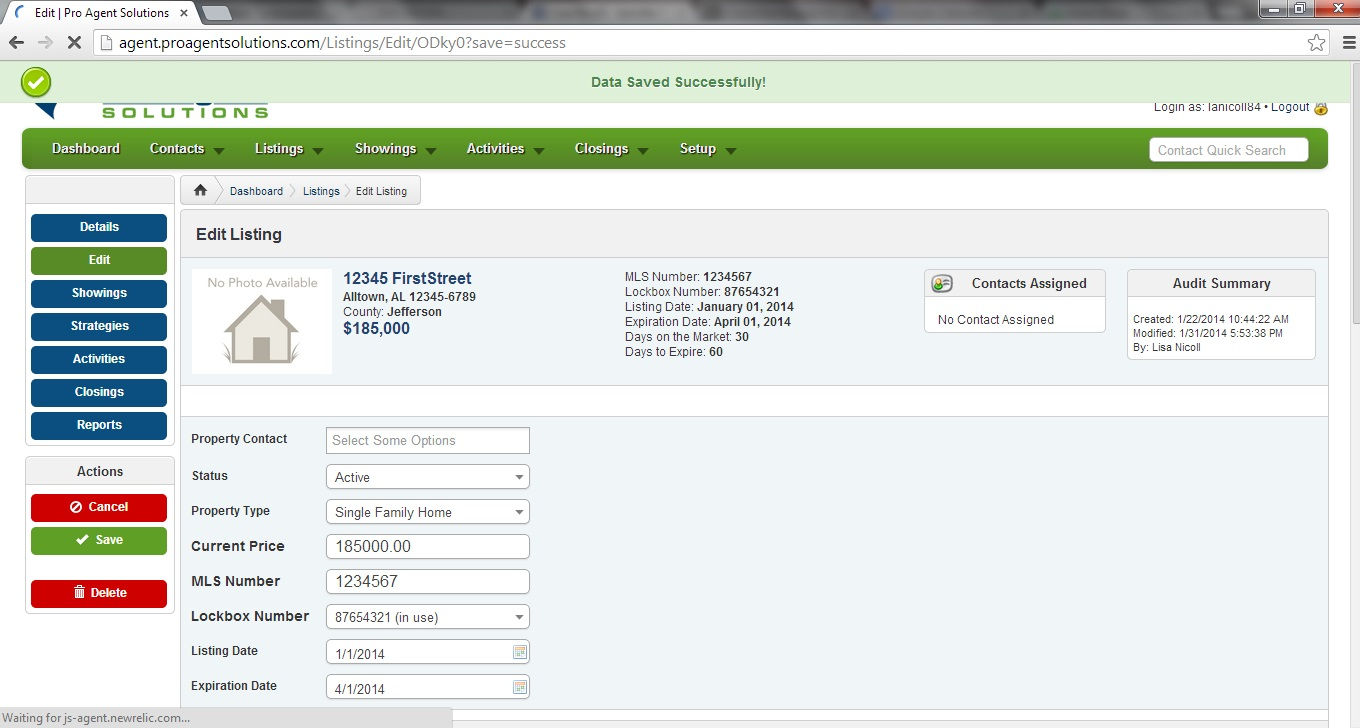 Edit | Pro Agent Solutions
agent.proagentsolutions.com/Listings/Edit/ODky0?save=success
Data Saved Successfully!
SOLUTIONS
Login as: lanicoll84 • Logout
Dashboard Contacts Listings Showings Activities Closings Setup Contact Quick Search
Dashboard Listings Edit Listing
Details
Edit
Showings
Strategies
Activities
Closings
Reports
Actions
Cancel
Save
Delete
Edit Listing
No Photo Available
12345 FirstStreet
Alltown, AL 12345-6789
County: Jefferson
$185,000
MLS Number: 1234567
Lockbox Number: 87654321
Listing Date: January 01, 2014
Expiration Date: April 01, 2014
Days on the Market: 30
Days to Expire: 60
Contacts Assigned
No Contact Assigned
Audit Summary
Created: 1/22/2014 10:44:22 AM
Modified: 1/31/2014 5:53:38 PM
By: Lisa Nicoll
Property Contact Select Some Options
Status Active
Property Type Single Family Home
Current Price 185000.00
MLS Number 1234567
Lockbox Number 87654321 (in use)
Listing Date 1/1/2014
Expiration Date 4/1/2014
Waiting for js-agent.newrelic.com...